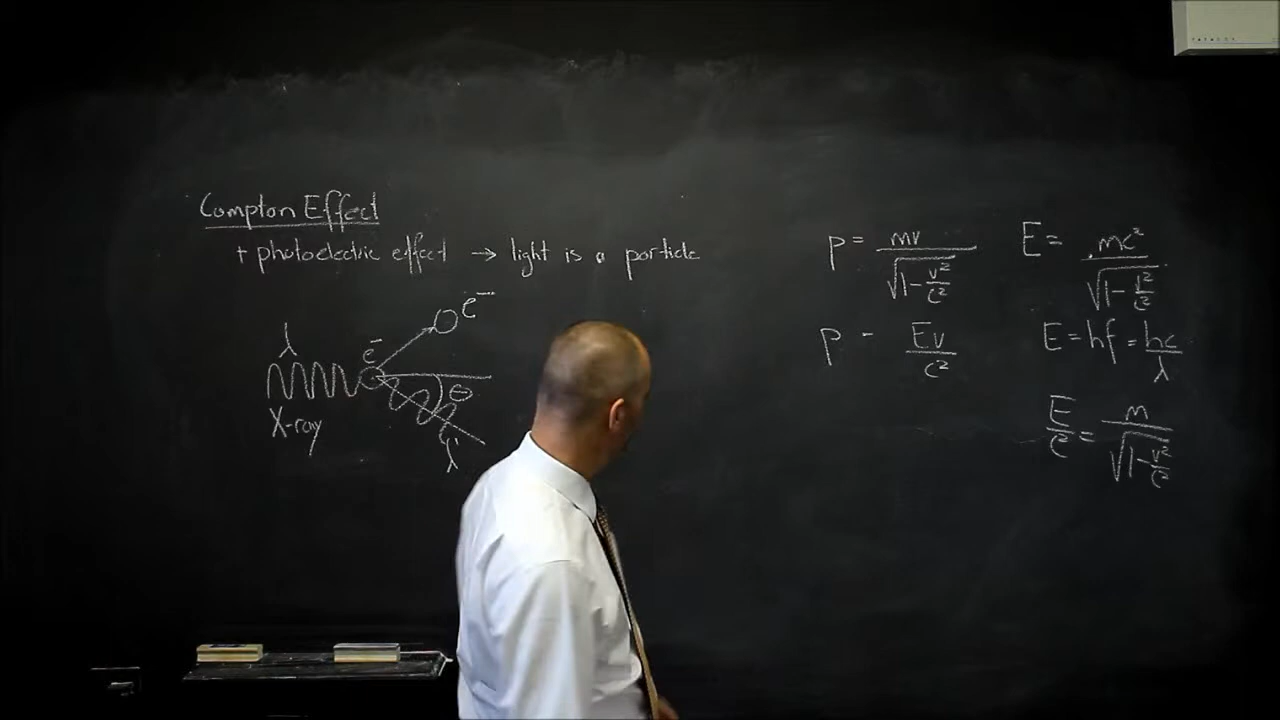 Compton Effect
+ photoelectric effect → light is a particle
e⁻
λ
e⁻
θ
X-ray
λ'
p = mv / √(1 - v²/c²)
E = mc² / √(1 - v²/c²)
p = Ev / c²
E = hf = hc / λ
E / c² = m / √(1 - v²/c²)